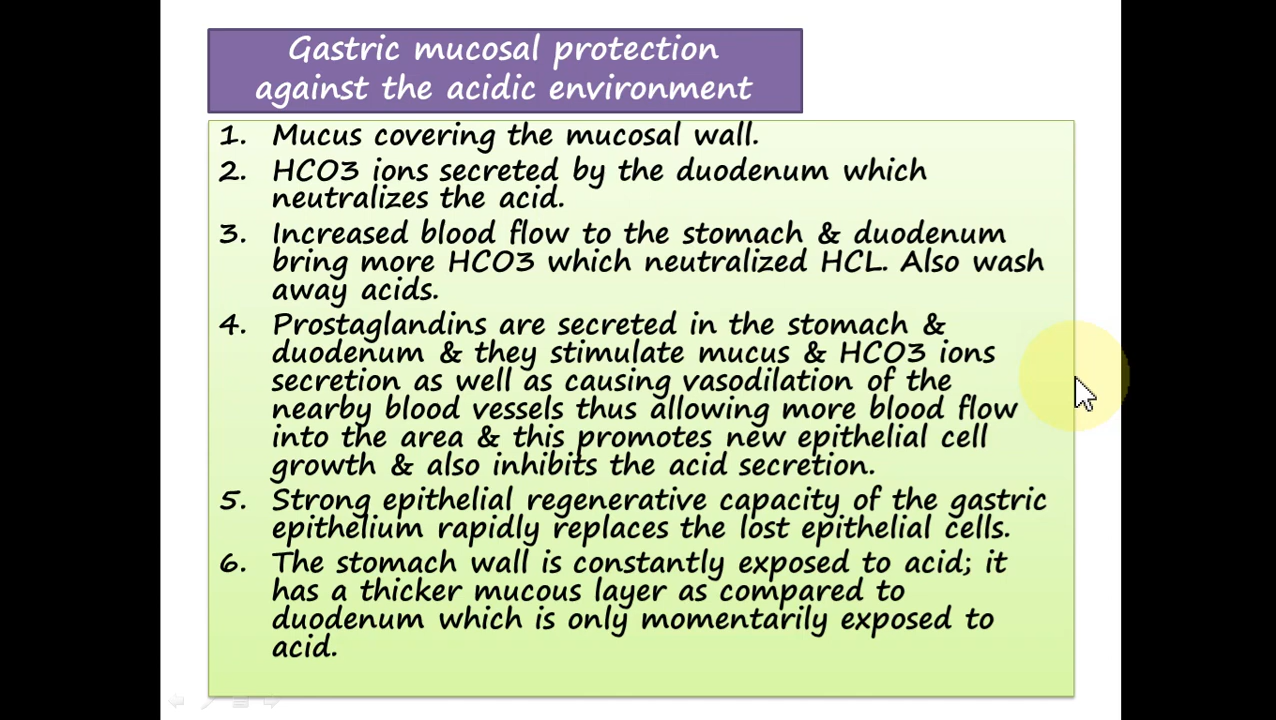 Gastric mucosal protection
against the acidic environment
1. Mucus covering the mucosal wall.
2. HCO3 ions secreted by the duodenum which
neutralizes the acid.
3. Increased blood flow to the stomach & duodenum
bring more HCO3 which neutralized HCL. Also wash
away acids.
4. Prostaglandins are secreted in the stomach &
duodenum & they stimulate mucus & HCO3 ions
secretion as well as causing vasodilation of the
nearby blood vessels thus allowing more blood flow
into the area & this promotes new epithelial cell
growth & also inhibits the acid secretion.
5. Strong epithelial regenerative capacity of the gastric
epithelium rapidly replaces the lost epithelial cells.
6. The stomach wall is constantly exposed to acid; it
has a thicker mucous layer as compared to
duodenum which is only momentarily exposed to
acid.